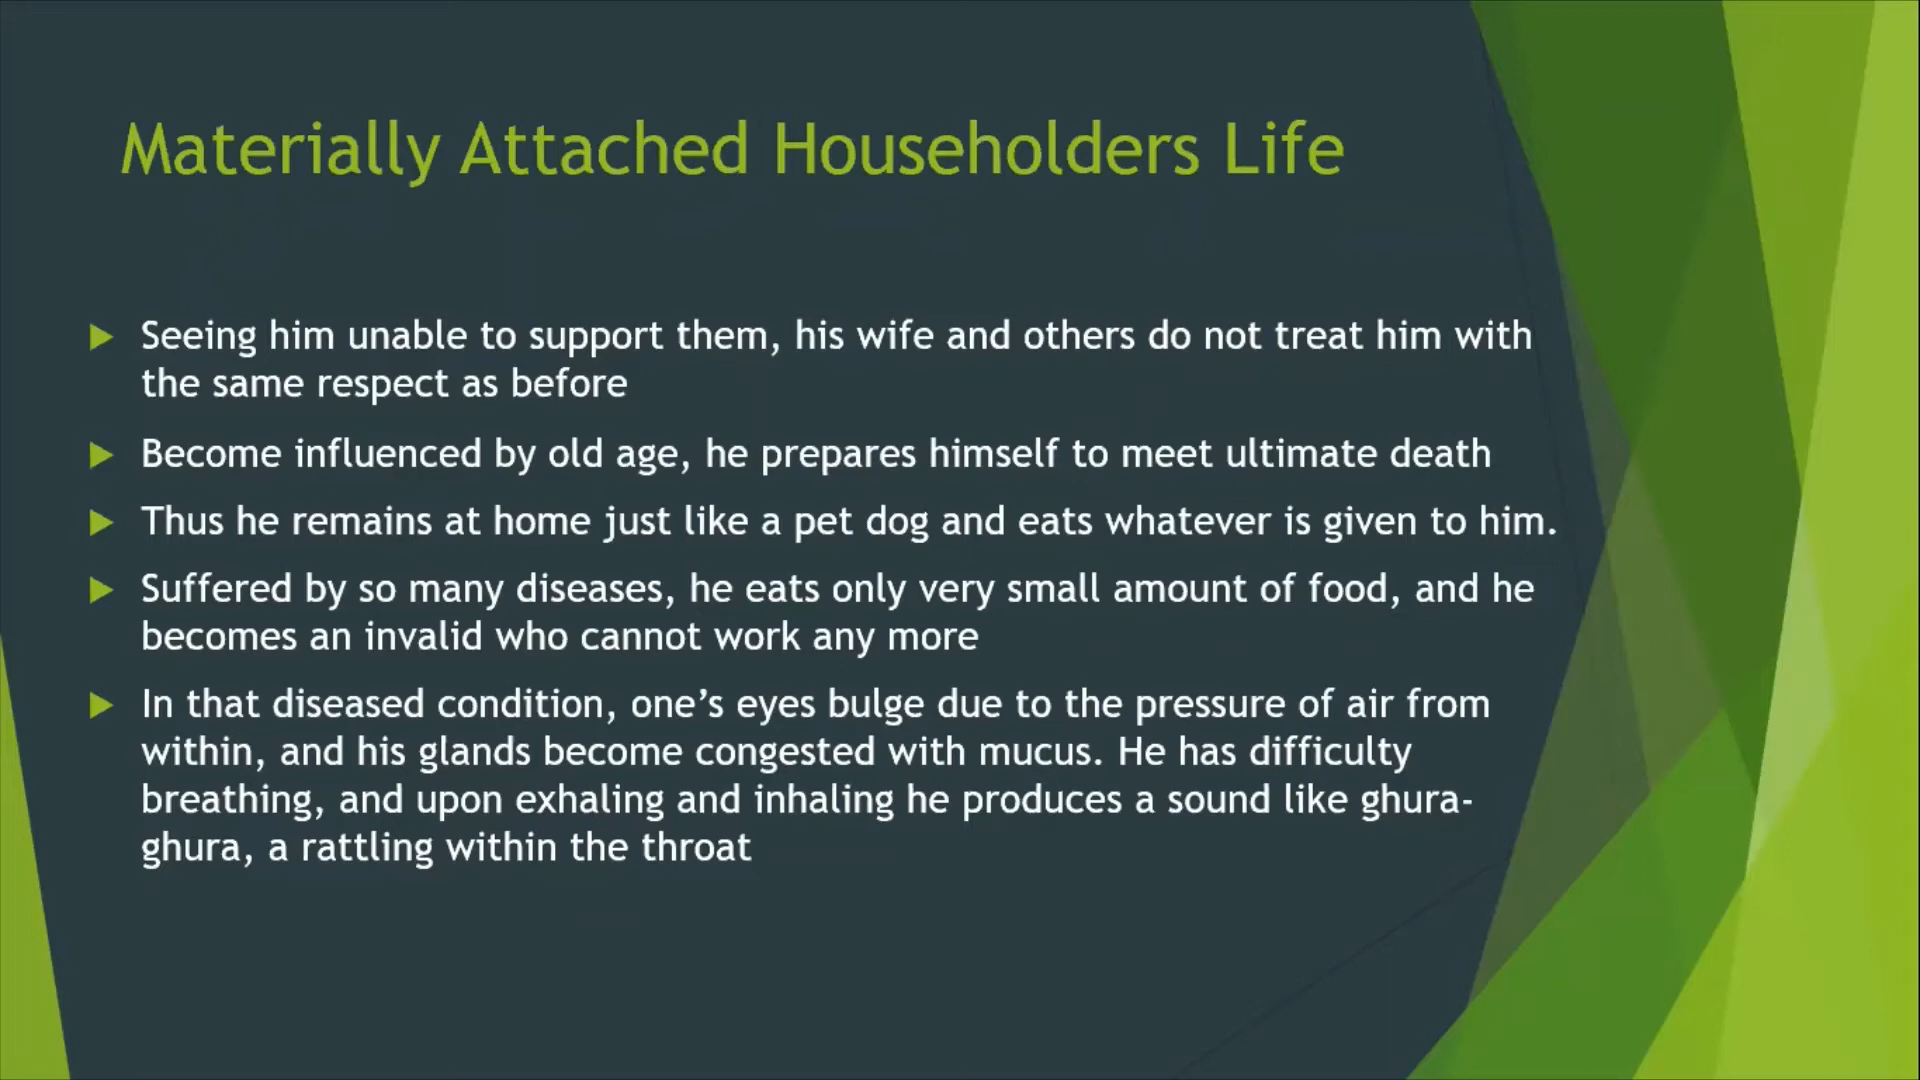 Materially Attached Householders Life
Seeing him unable to support them, his wife and others do not treat him with
the same respect as before
Become influenced by old age, he prepares himself to meet ultimate death
Thus he remains at home just like a pet dog and eats whatever is given to him.
Suffered by so many diseases, he eats only very small amount of food, and he
becomes an invalid who cannot work any more
In that diseased condition, one’s eyes bulge due to the pressure of air from
within, and his glands become congested with mucus. He has difficulty
breathing, and upon exhaling and inhaling he produces a sound like ghura-
ghura, a rattling within the throat